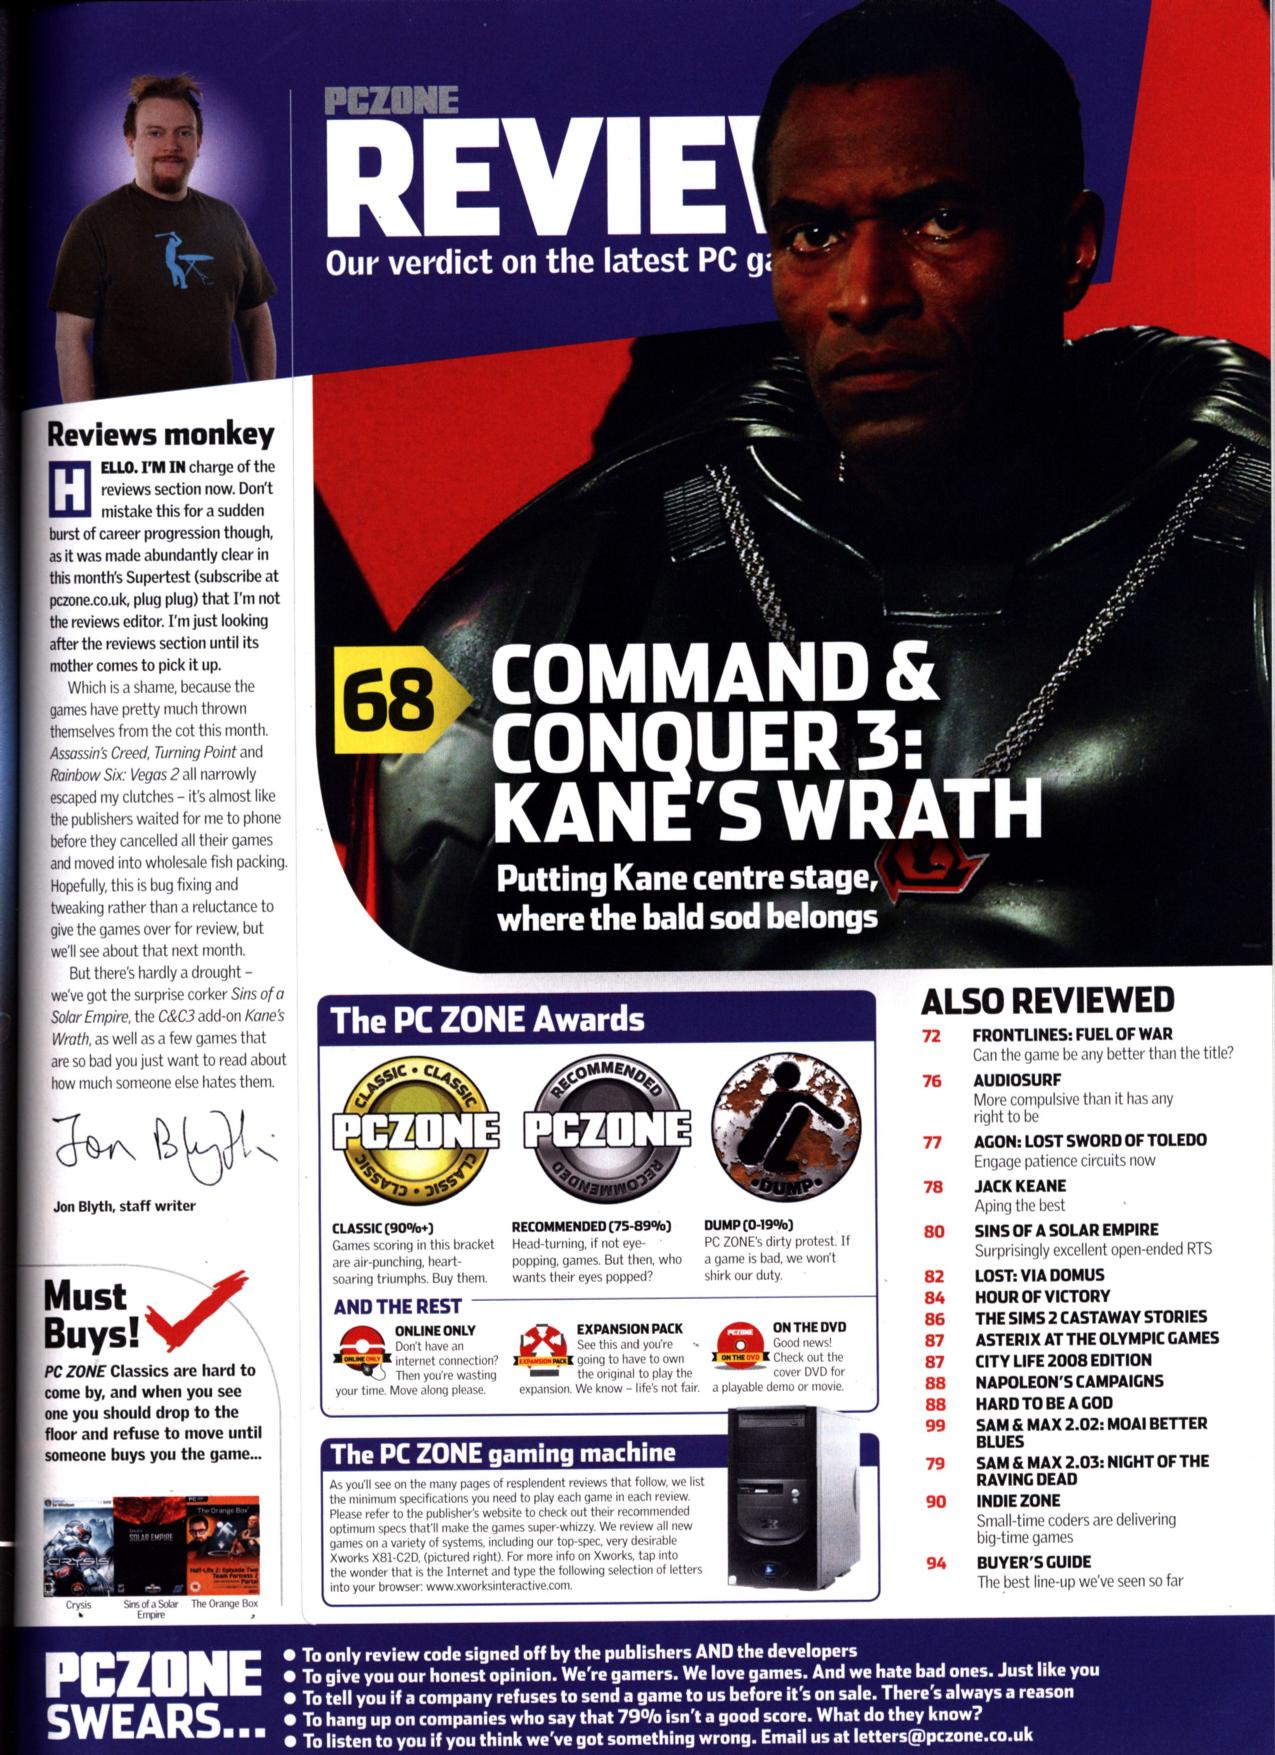 PCZONE
REVIEW
Our verdict on the latest PC ga
Reviews monkey
HELLO. I'M IN charge of the
reviews section now. Don't
mistake this for a sudden
burst of career progression though,
as it was made abundantly clear in
this month's Supertest (subscribe at
pczone.co.uk, plug plug) that I'm not
the reviews editor. I'm just looking
after the reviews section until its
mother comes to pick it up.
Which is a shame, because the
games have pretty much thrown
themselves from the cot this month.
Assassin's Creed, Turning Point and
Rainbow Six: Vegas 2 all narrowly
escaped my clutches – it's almost like
the publishers waited for me to phone
before they cancelled all their games
and moved into wholesale fish packing.
Hopefully, this is bug fixing and
tweaking rather than a reluctance to
give the games over for review, but
we'll see about that next month.
But there's hardly a drought –
we've got the surprise corker Sins of a
Solar Empire, the C&C3 add-on Kane's
Wrath, as well as a few games that
are so bad you just want to read about
how much someone else hates them.
Jon Blyth
Jon Blyth, staff writer
Must
Buys!
PC ZONE Classics are hard to
come by, and when you see
one you should drop to the
floor and refuse to move until
someone buys you the game...
CRYSIS
SOLAR EMPIRE
The Orange Box
Half-Life 2: Episode Two
Team Fortress 2
Portal
Crysis
Sins of a Solar
Empire
The Orange Box
68
COMMAND &
CONQUER 3:
KANE'S WRATH
Putting Kane centre stage,
where the bald sod belongs
The PC ZONE Awards
CLASSIC • CLASSIC
PCZONE
CLASSIC • CLASSIC
RECOMMENDED
PCZONE
RECOMMENDED
•DUMP•
CLASSIC (90%+)
Games scoring in this bracket
are air-punching, heart-
soaring triumphs. Buy them.
RECOMMENDED (75-89%)
Head-turning, if not eye-
popping, games. But then, who
wants their eyes popped?
DUMP (0-19%)
PC ZONE's dirty protest. If
a game is bad, we won't
shirk our duty.
AND THE REST
ONLINE ONLY
ONLINE ONLY
Don't have an
internet connection?
Then you're wasting
your time. Move along please.
EXPANSION PACK
EXPANSION PACK
See this and you're
going to have to own
the original to play the
expansion. We know – life's not fair.
PCZONE
ON THE DVD
ON THE DVD
Good news!
Check out the
cover DVD for
a playable demo or movie.
The PC ZONE gaming machine
As you'll see on the many pages of resplendent reviews that follow, we list
the minimum specifications you need to play each game in each review.
Please refer to the publisher's website to check out their recommended
optimum specs that'll make the games super-whizzy. We review all new
games on a variety of systems, including our top-spec, very desirable
Xworks X81-C2D, (pictured right). For more info on Xworks, tap into
the wonder that is the Internet and type the following selection of letters
into your browser: www.xworksinteractive.com.
ALSO REVIEWED
72 FRONTLINES: FUEL OF WAR
Can the game be any better than the title?
76 AUDIOSURF
More compulsive than it has any
right to be
77 AGON: LOST SWORD OF TOLEDO
Engage patience circuits now
78 JACK KEANE
Aping the best
80 SINS OF A SOLAR EMPIRE
Surprisingly excellent open-ended RTS
82 LOST: VIA DOMUS
84 HOUR OF VICTORY
86 THE SIMS 2 CASTAWAY STORIES
87 ASTERIX AT THE OLYMPIC GAMES
87 CITY LIFE 2008 EDITION
88 NAPOLEON'S CAMPAIGNS
88 HARD TO BE A GOD
99 SAM & MAX 2.02: MOAI BETTER
BLUES
79 SAM & MAX 2.03: NIGHT OF THE
RAVING DEAD
90 INDIE ZONE
Small-time coders are delivering
big-time games
94 BUYER'S GUIDE
The best line-up we've seen so far
PCZONE
SWEARS...
● To only review code signed off by the publishers AND the developers
● To give you our honest opinion. We're gamers. We love games. And we hate bad ones. Just like you
● To tell you if a company refuses to send a game to us before it's on sale. There's always a reason
● To hang up on companies who say that 79% isn't a good score. What do they know?
● To listen to you if you think we've got something wrong. Email us at letters@pczone.co.uk